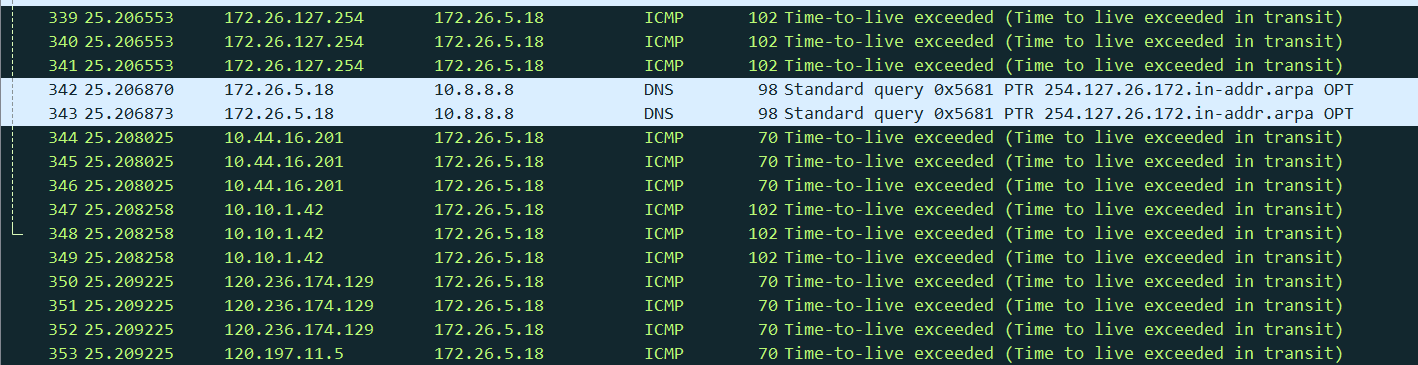 339 25.206553 172.26.127.254 172.26.5.18 ICMP 102 Time-to-live exceeded (Time to live exceeded in transit)
340 25.206553 172.26.127.254 172.26.5.18 ICMP 102 Time-to-live exceeded (Time to live exceeded in transit)
341 25.206553 172.26.127.254 172.26.5.18 ICMP 102 Time-to-live exceeded (Time to live exceeded in transit)
342 25.206870 172.26.5.18 10.8.8.8 DNS 98 Standard query 0x5681 PTR 254.127.26.172.in-addr.arpa OPT
343 25.206873 172.26.5.18 10.8.8.8 DNS 98 Standard query 0x5681 PTR 254.127.26.172.in-addr.arpa OPT
344 25.208025 10.44.16.201 172.26.5.18 ICMP 70 Time-to-live exceeded (Time to live exceeded in transit)
345 25.208025 10.44.16.201 172.26.5.18 ICMP 70 Time-to-live exceeded (Time to live exceeded in transit)
346 25.208025 10.44.16.201 172.26.5.18 ICMP 70 Time-to-live exceeded (Time to live exceeded in transit)
347 25.208258 10.10.1.42 172.26.5.18 ICMP 102 Time-to-live exceeded (Time to live exceeded in transit)
348 25.208258 10.10.1.42 172.26.5.18 ICMP 102 Time-to-live exceeded (Time to live exceeded in transit)
349 25.208258 10.10.1.42 172.26.5.18 ICMP 102 Time-to-live exceeded (Time to live exceeded in transit)
350 25.209225 120.236.174.129 172.26.5.18 ICMP 70 Time-to-live exceeded (Time to live exceeded in transit)
351 25.209225 120.236.174.129 172.26.5.18 ICMP 70 Time-to-live exceeded (Time to live exceeded in transit)
352 25.209225 120.236.174.129 172.26.5.18 ICMP 70 Time-to-live exceeded (Time to live exceeded in transit)
353 25.209225 120.197.11.5 172.26.5.18 ICMP 70 Time-to-live exceeded (Time to live exceeded in transit)